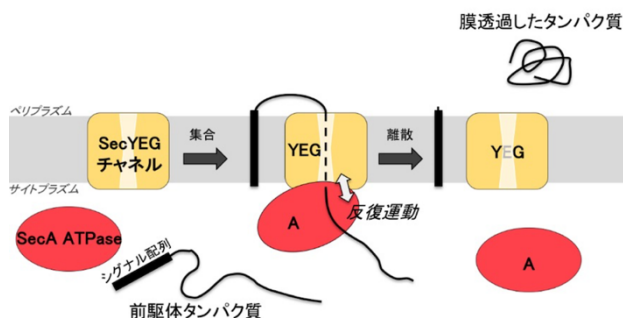 膜透過したタンパク質
ペリプラズム
SecYEG
チャネル
集合
YEG
離散
YEG
サイトプラズム
SecA ATPase
シグナル配列
A
反復運動
A
前駆体タンパク質